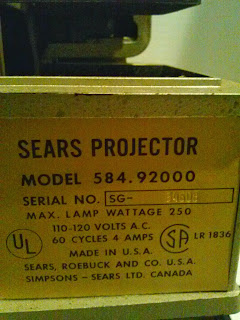 SEARS PROJECTOR
MODEL 584.92000
SERIAL NO. SG-
MAX. LAMP WATTAGE 250
110-120 VOLTS A.C.
60 CYCLES 4 AMPS
UL
SA LR 1836
MADE IN U.S.A.
SEARS, ROEBUCK AND CO. U.S.A.
SIMPSONS - SEARS LTD. CANADA